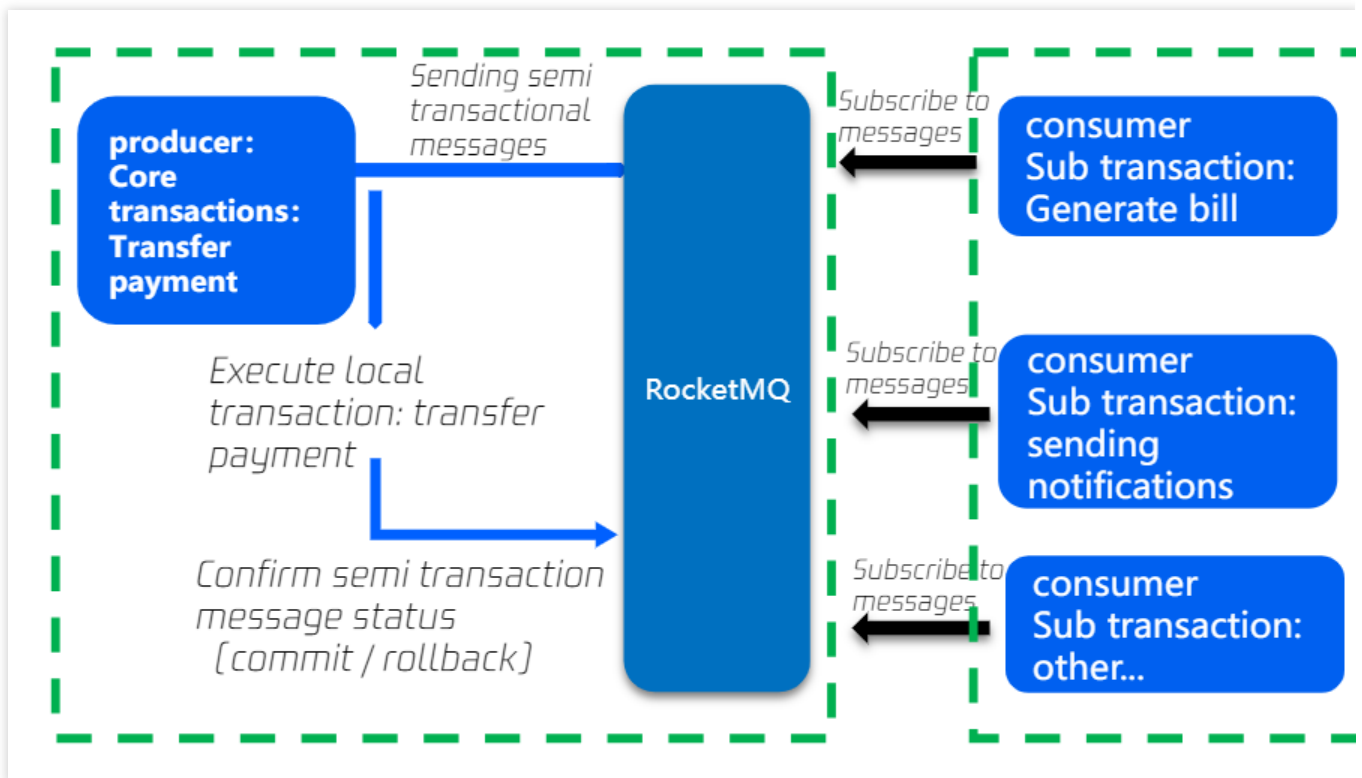 Sending semi
transactional
messages
producer:
Core
transactions:
Transfer
payment
Execute local
transaction: transfer
payment
Confirm semi transaction
message status
(commit / rollback)
RocketMQ
Subscribe to
messages
consumer
Sub transaction:
Generate bill
Subscribe to
messages
consumer
Sub transaction:
sending
notifications
Subscribe to
messages
consumer
Sub transaction:
other...